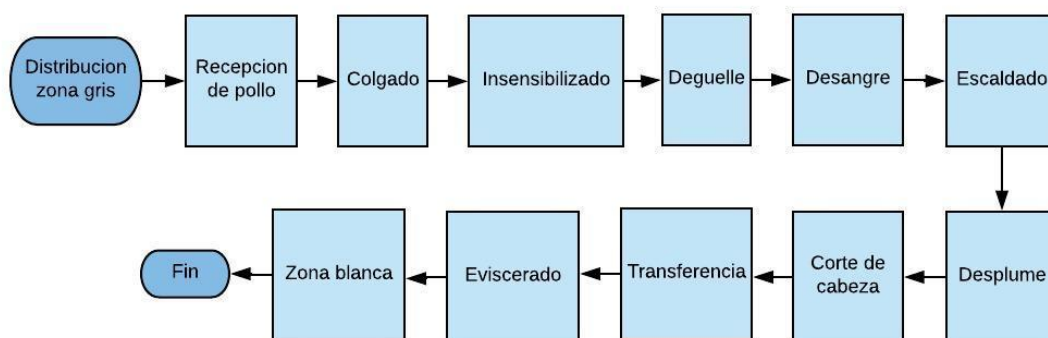 Distribucion
zona gris
Recepcion
de pollo
Colgado
Insensibilizado
Deguelle
Desangre
Escaldado
Desplume
Corte de
cabeza
Transferencia
Eviscerado
Zona blanca
Fin